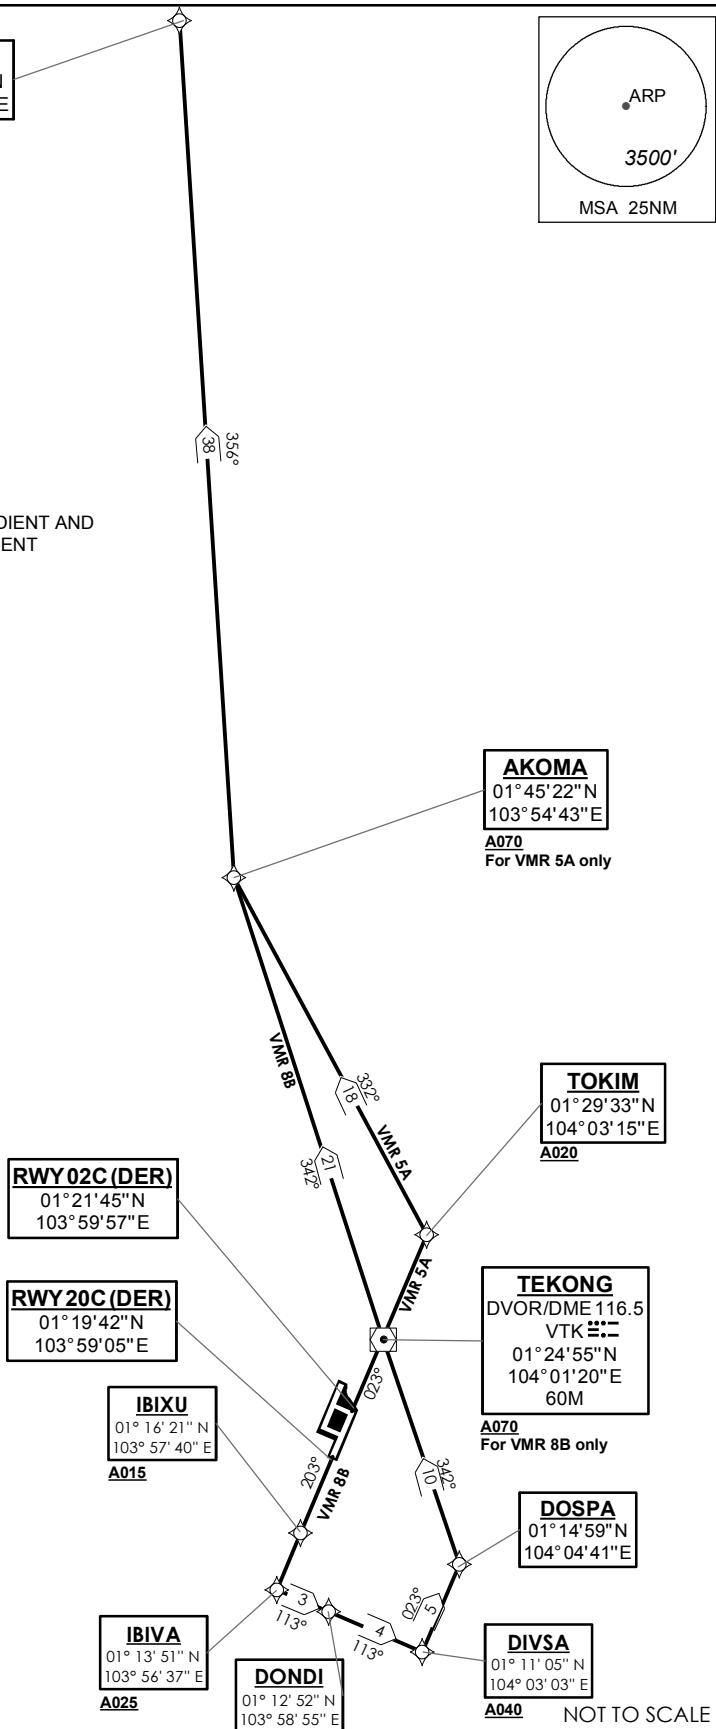 N
E
ARP
3500'
MSA 25NM
38
356°
DIENT AND
ENT
AKOMA
01°45'22"N
103°54'43"E
A070
For VMR 5A only
VMR 8B
332°
18
VMR 5A
TOKIM
01°29'33"N
104°03'15"E
A020
21
342°
RWY 02C (DER)
01°21'45"N
103°59'57"E
VMR 5A
RWY 20C (DER)
01°19'42"N
103°59'05"E
TEKONG
DVOR/DME 116.5
VTK
01°24'55"N
104°01'20"E
60M
A070
For VMR 8B only
023°
IBIXU
01° 16' 21" N
103° 57' 40" E
A015
203°
VMR 8B
342°
10
DOSPA
01°14'59"N
104°04'41"E
3
113°
4
113°
023°
5
IBIVA
01° 13' 51" N
103° 56' 37" E
A025
DONDI
01° 12' 52" N
103° 58' 55" E
DIVSA
01° 11' 05" N
104° 03' 03" E
A040
NOT TO SCALE